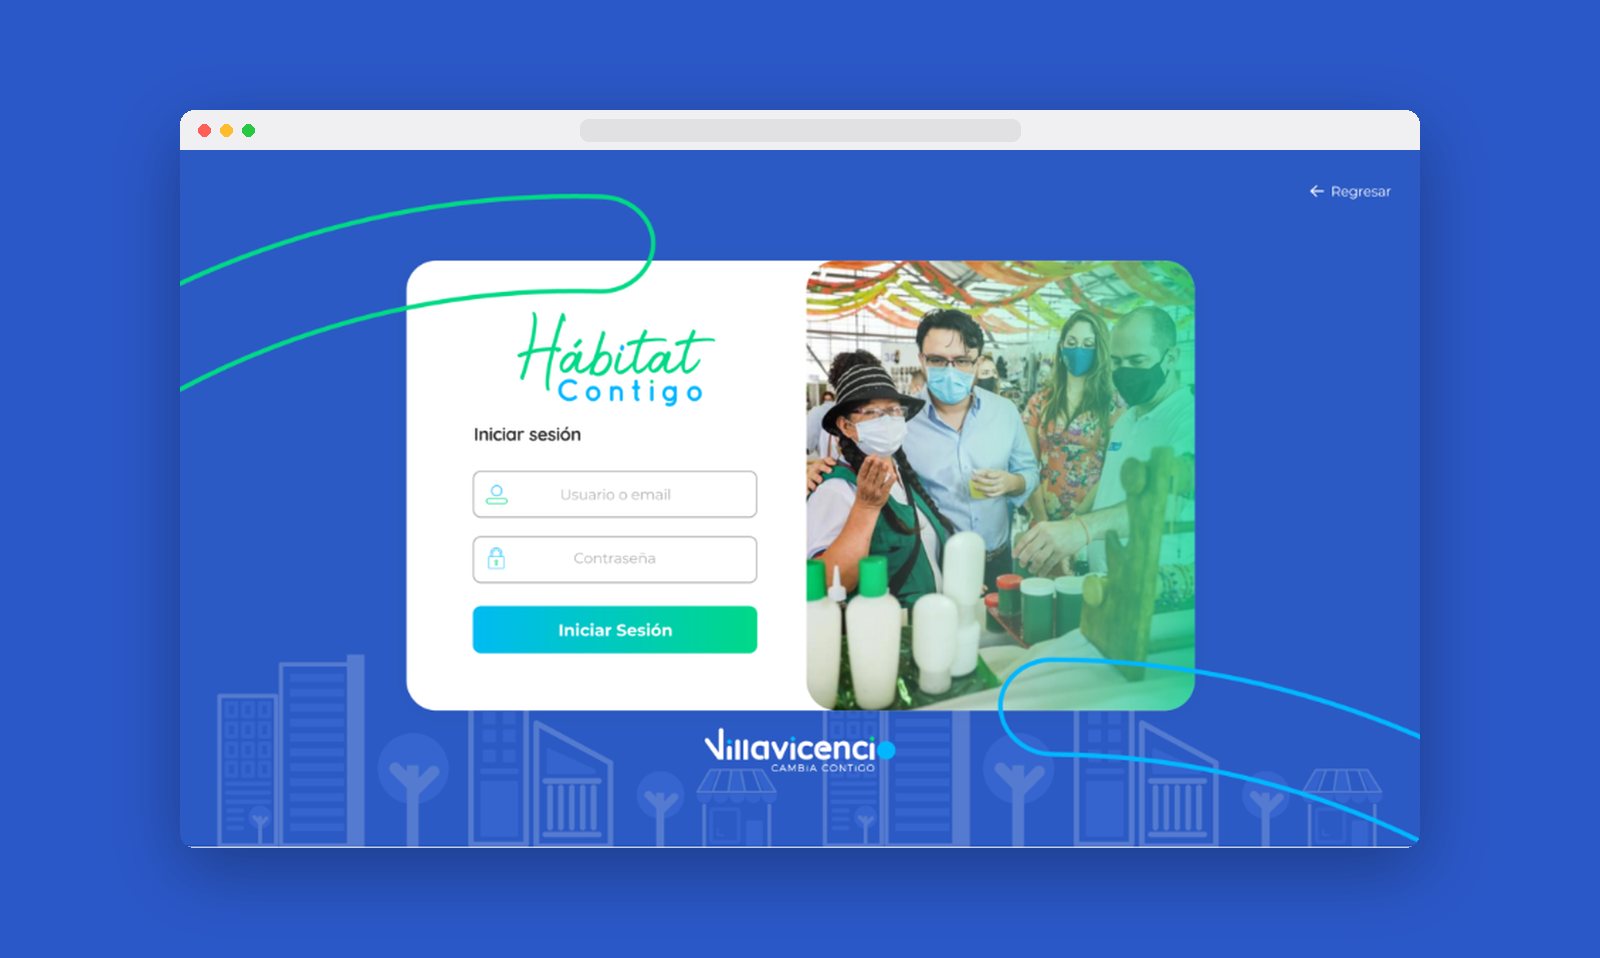 Regresar
Hábitat
Contigo
Iniciar sesión
Usuario o email
Contraseña
Iniciar Sesión
Villavicencio
CAMBIA CONTIGO